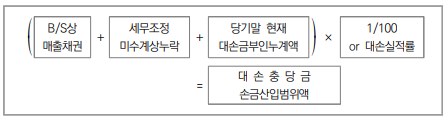 ( B/S상 매출채권 + 세무조정 미수계상누락 + 당기말 현재 대손금부인누계액 ) × 1/100 or 대손실적률
= 대 손 충 당 금 손금산입범위액